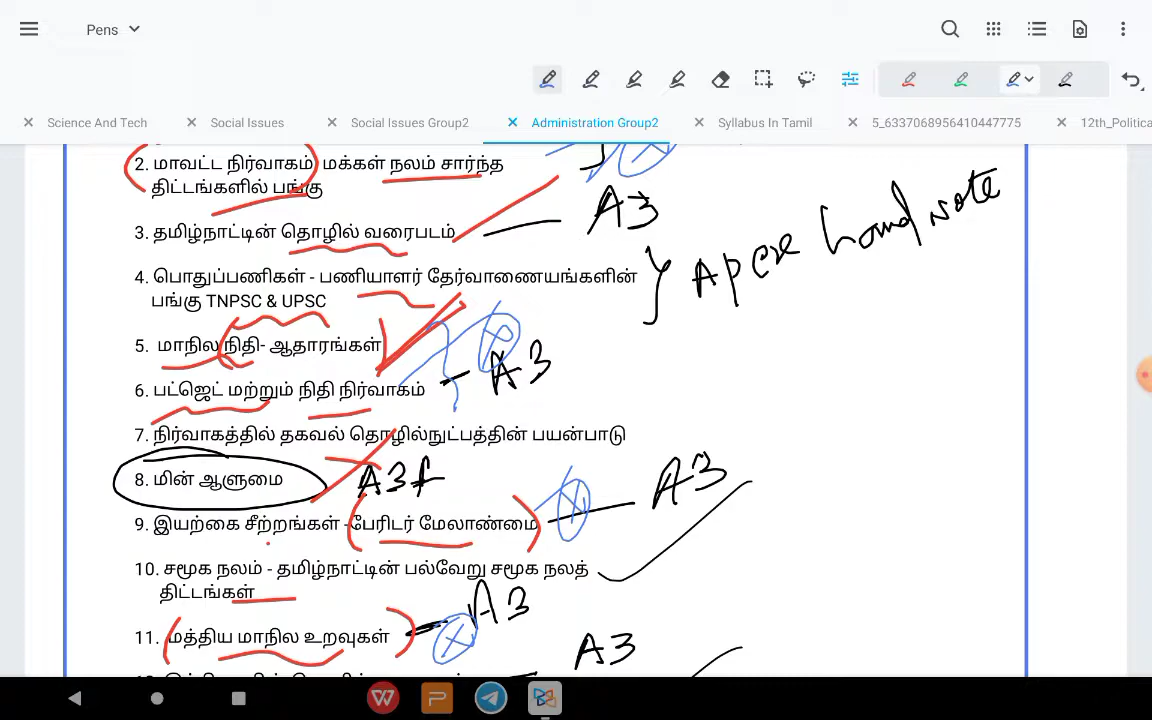 Pens
Science And Tech
Social Issues
Social Issues Group2
Administration Group2
Syllabus In Tamil
5_6337068956410447775
12th_Politica
2. மாவட்ட நிர்வாகம் மக்கள் நலம் சார்ந்த
திட்டங்களில் பங்கு
A3
3. தமிழ்நாட்டின் தொழில் வரைபடம்
4. பொதுப்பணிகள் - பணியாளர் தேர்வாணையங்களின்
பங்கு TNPSC & UPSC
hand note
5. மாநில நிதி- ஆதாரங்கள்
A3
6. பட்ஜெட் மற்றும் நிதி நிர்வாகம்
7. நிர்வாகத்தில் தகவல் தொழில்நுட்பத்தின் பயன்பாடு
8. மின் ஆளுமை
A3
A3
9. இயற்கை சீற்றங்கள் -பேரிடர் மேலாண்மை
10. சமூக நலம் - தமிழ்நாட்டின் பல்வேறு சமூக நலத்
திட்டங்கள்
A3
11. மத்திய மாநில உறவுகள்
A3